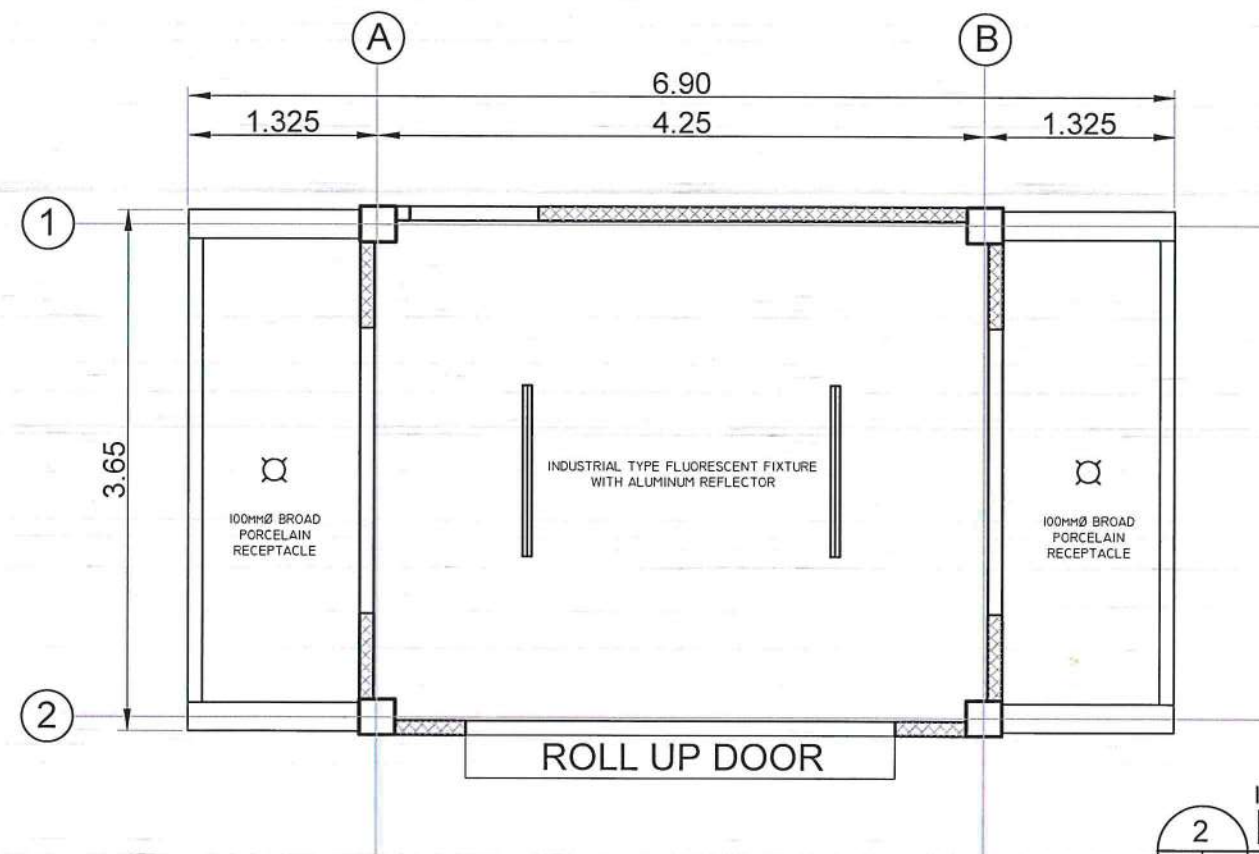 A
B
6.90
1.325
4.25
1.325
1
3.65
INDUSTRIAL TYPE FLUORESCENT FIXTURE
WITH ALUMINUM REFLECTOR
100MMØ BROAD
PORCELAIN
RECEPTACLE
100MMØ BROAD
PORCELAIN
RECEPTACLE
2
ROLL UP DOOR
2